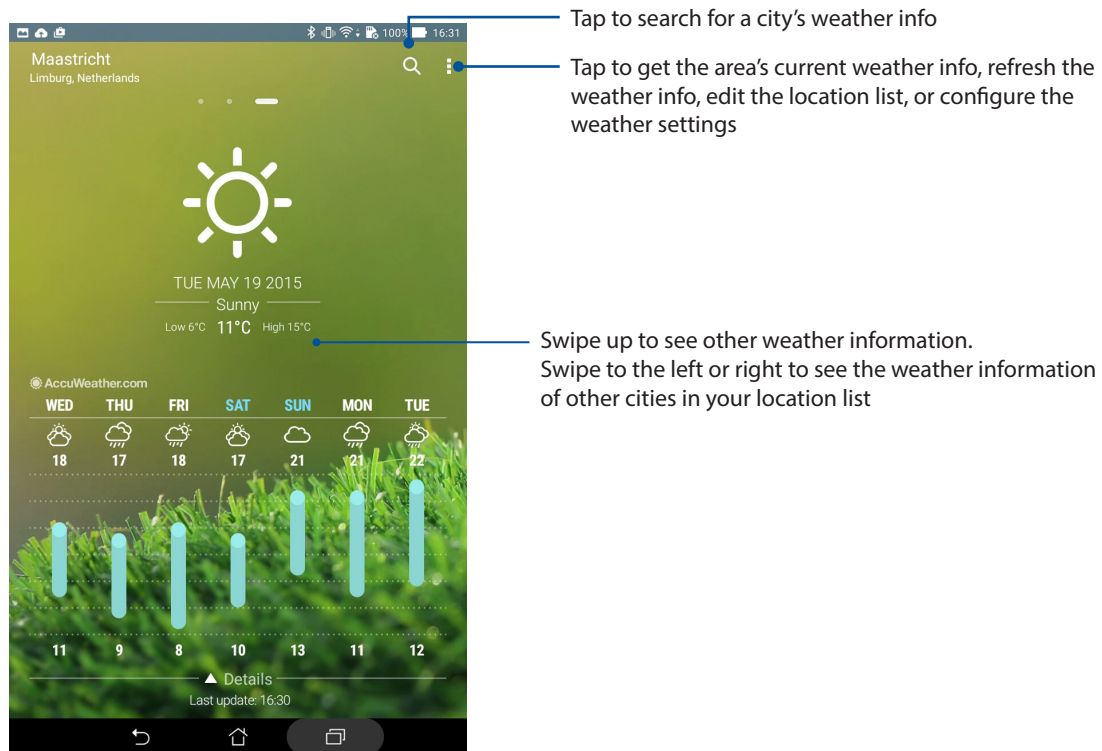 Tap to search for a city's weather info
Tap to get the area's current weather info, refresh the
weather info, edit the location list, or configure the
weather settings
100% 16:31
Maastricht
Limburg, Netherlands
TUE MAY 19 2015
Sunny
Low 6°C 11°C High 15°C
Swipe up to see other weather information.
Swipe to the left or right to see the weather information
of other cities in your location list
AccuWeather.com
WED THU FRI SAT SUN MON TUE
18 17 18 17 21 21 22
11 9 8 10 13 11 12
Details
Last update: 16:30